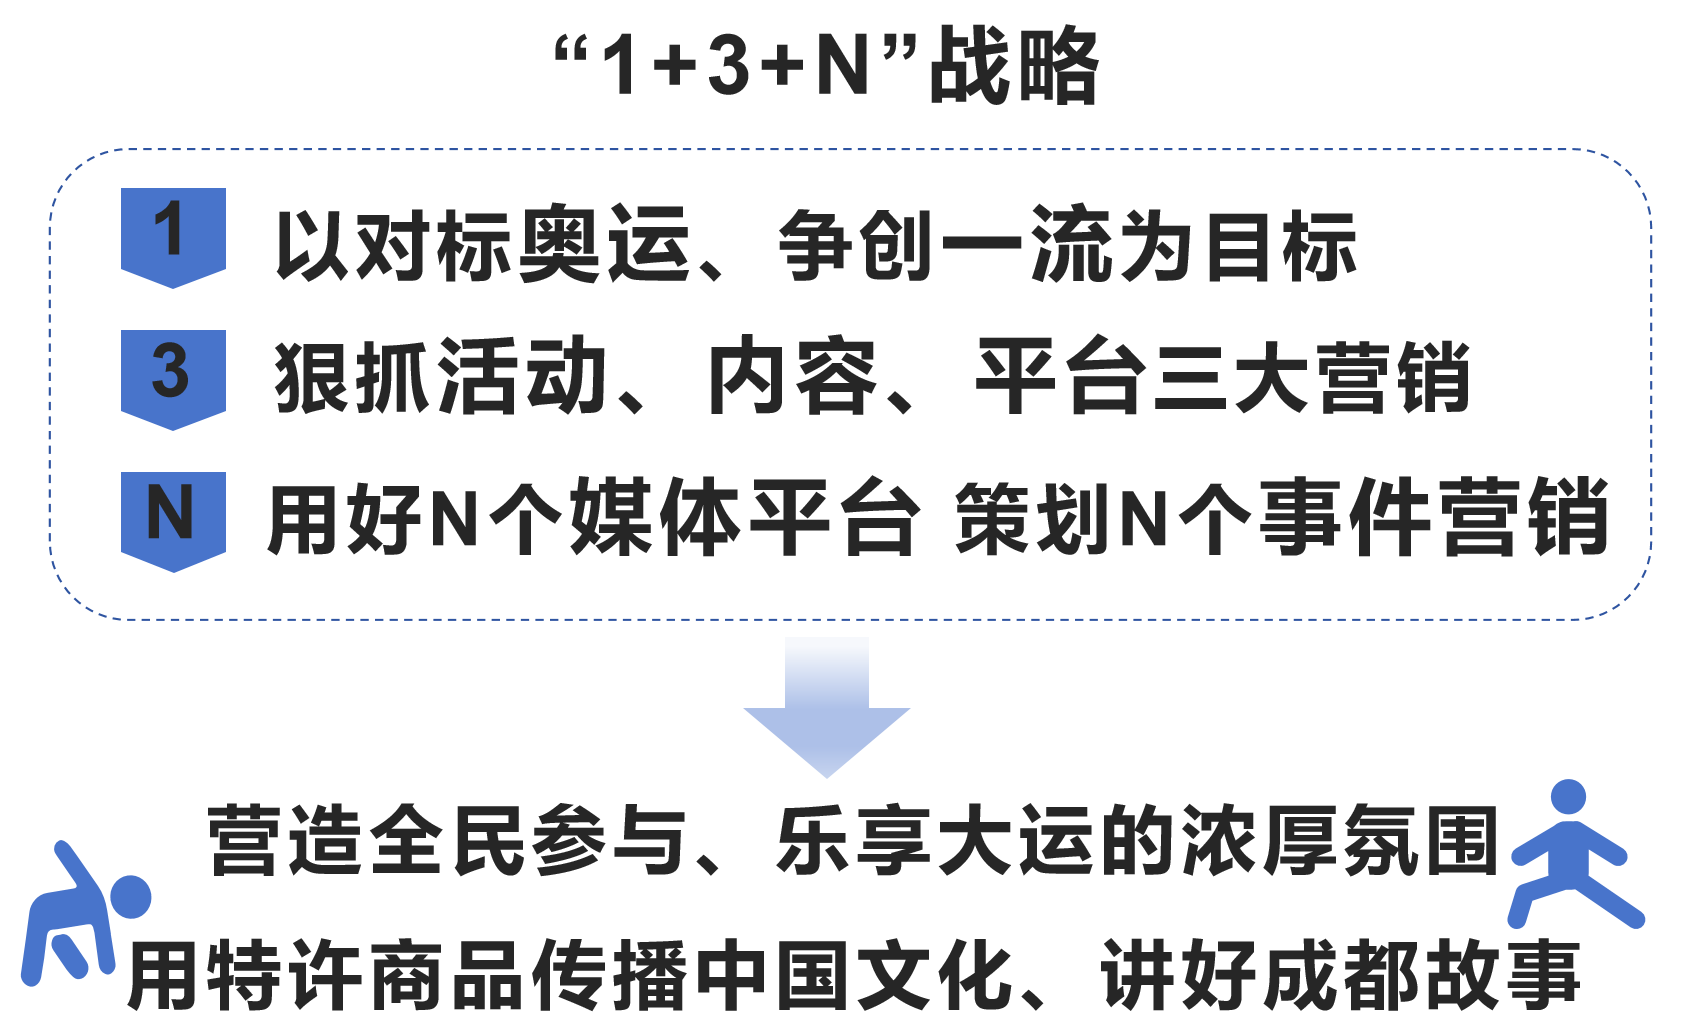 “1+3+N”战略
1 以对标奥运、争创一流为目标
3 狠抓活动、内容、平台三大营销
N 用好N个媒体平台 策划N个事件营销
营造全民参与、乐享大运的浓厚氛围
用特许商品传播中国文化、讲好成都故事